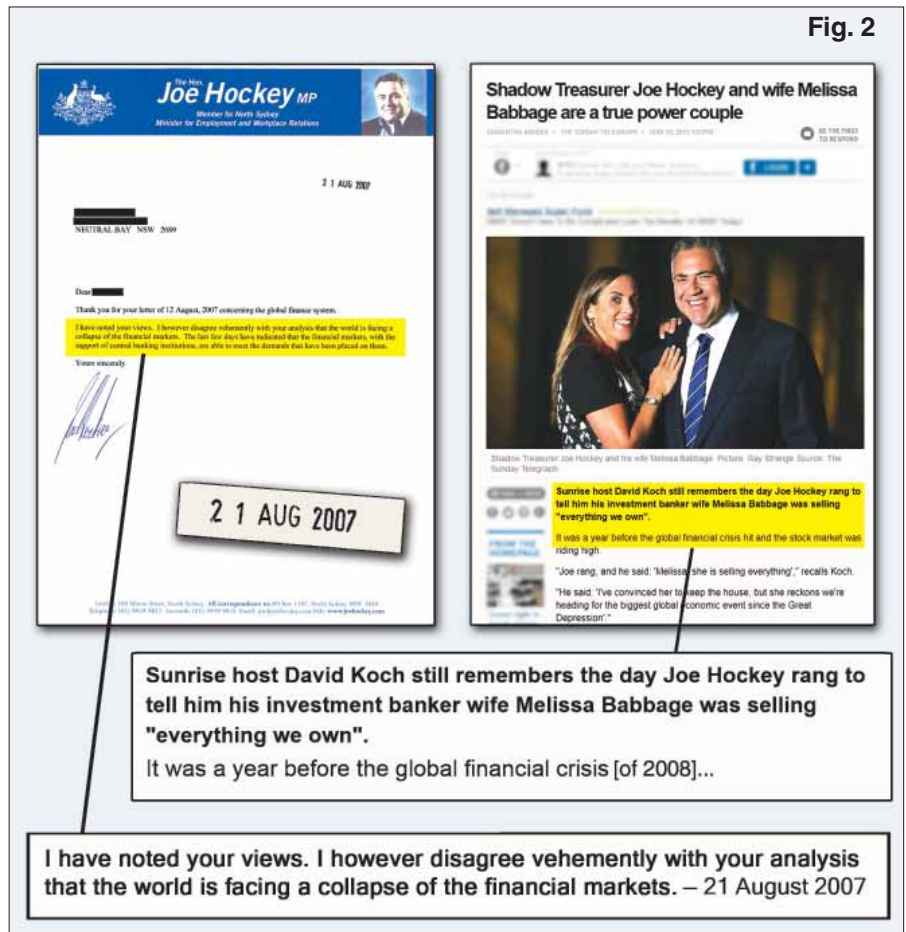 Fig. 2
The Hon.
Joe Hockey MP
Member for North Sydney
Minister for Employment and Workplace Relations
2 1 AUG 2007
NEUTRAL BAY NSW 2089
Dear
Thank you for your letter of 12 August, 2007 concerning the global finance system.
I have noted your views. I however disagree vehemently with your analysis that the world is facing a
collapse of the financial markets. The last few days have indicated that the financial markets, with the
support of central banking institutions, are able to meet the demands that have been placed on them.
Yours sincerely
2 1 AUG 2007
Shadow Treasurer Joe Hockey and wife Melissa
Babbage are a true power couple
BE THE FIRST
TO RESPOND
Shadow Treasurer Joe Hockey and his wife Melissa Babbage. Picture: Ray Strange Source: The
Sunday Telegraph
Sunrise host David Koch still remembers the day Joe Hockey rang to
tell him his investment banker wife Melissa Babbage was selling
"everything we own".
It was a year before the global financial crisis hit and the stock market was
riding high.
"Joe rang, and he said: 'Melissa, she is selling everything'," recalls Koch.
"He said: 'I've convinced her to keep the house, but she reckons we're
heading for the biggest global economic event since the Great
Depression'."
FROM THE
HOMEPAGE
Sunrise host David Koch still remembers the day Joe Hockey rang to
tell him his investment banker wife Melissa Babbage was selling
"everything we own".
It was a year before the global financial crisis [of 2008]...
I have noted your views. I however disagree vehemently with your analysis
that the world is facing a collapse of the financial markets. – 21 August 2007